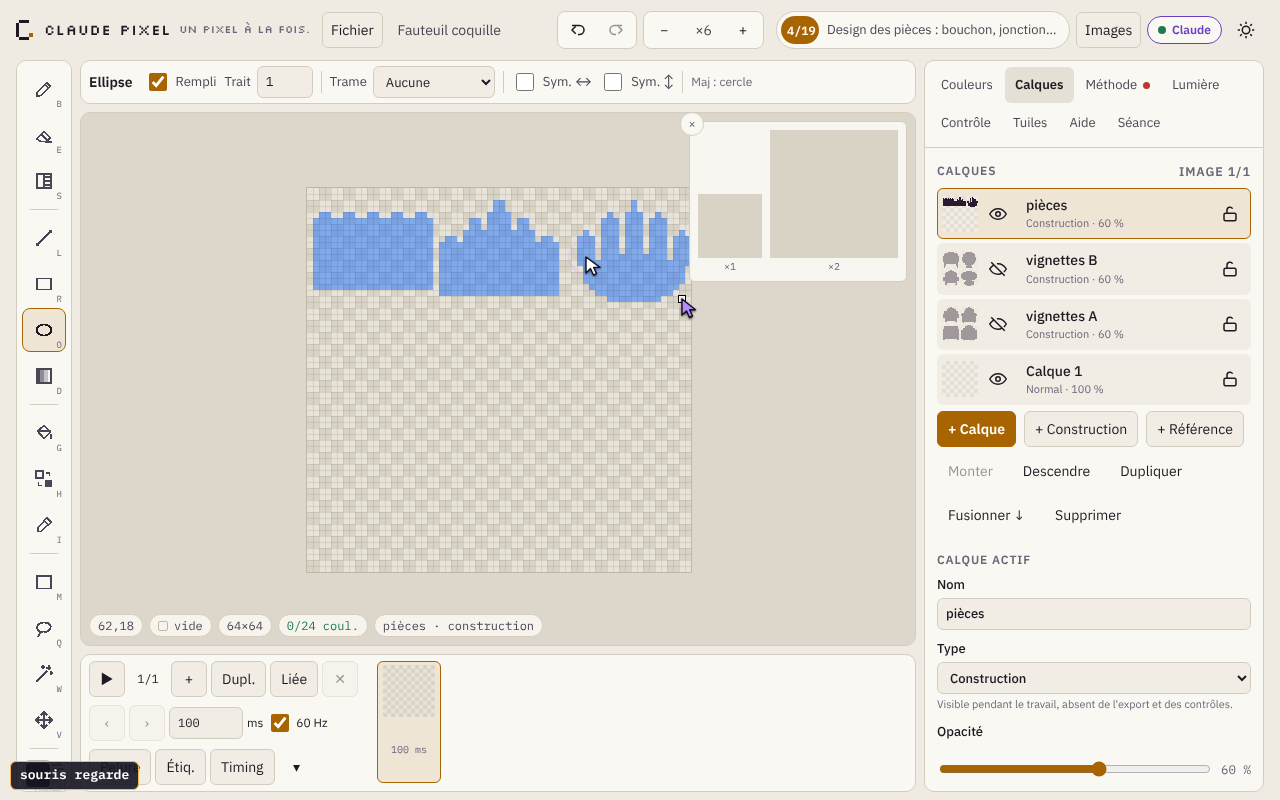 CLAUDE PIXEL UN PIXEL À LA FOIS. Fichier Fauteuil coquille − ×6 + 4/19 Design des pièces : bouchon, jonction… Images Claude
Ellipse Rempli Trait 1 Trame Aucune Sym. ↔ Sym. ↕ Maj : cercle
B
E
S
L
R
O
D
G
H
I
M
Q
W
V
×
×1 ×2
62,18 vide 64×64 0/24 coul. pièces · construction
1/1 + Dupl. Liée ×
‹ › 100 ms 60 Hz
Étiq. Timing ▼
100 ms
souris regarde
Couleurs Calques Méthode Lumière
Contrôle Tuiles Aide Séance
CALQUES IMAGE 1/1
pièces
Construction · 60 %
vignettes B
Construction · 60 %
vignettes A
Construction · 60 %
Calque 1
Normal · 100 %
+ Calque + Construction + Référence
Monter Descendre Dupliquer
Fusionner ↓ Supprimer
CALQUE ACTIF
Nom
pièces
Type
Construction
Visible pendant le travail, absent de l'export et des contrôles.
Opacité
60 %